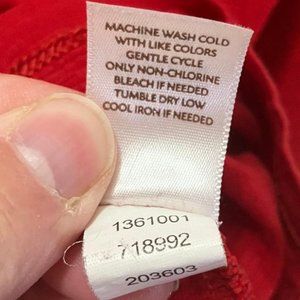 MACHINE WASH COLD
WITH LIKE COLORS
GENTLE CYCLE
ONLY NON-CHLORINE
BLEACH IF NEEDED
TUMBLE DRY LOW
COOL IRON IF NEEDED
1361001
718992
203603